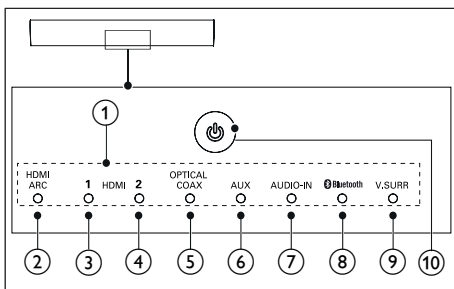 1
HDMI ARC
1 HDMI 2
OPTICAL COAX
AUX
AUDIO-IN
Bluetooth
V.SURR
2 3 4 5 6 7 8 9 10